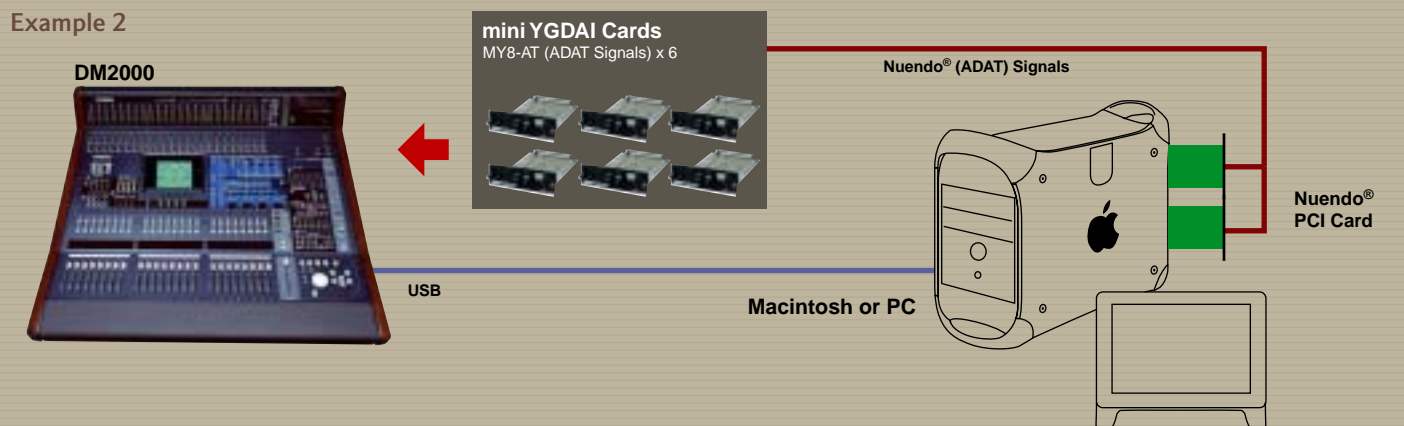 Example 2
DM2000
mini YGDAI Cards
MY8-AT (ADAT Signals) x 6
Nuendo® (ADAT) Signals
Nuendo®
PCI Card
USB
Macintosh or PC